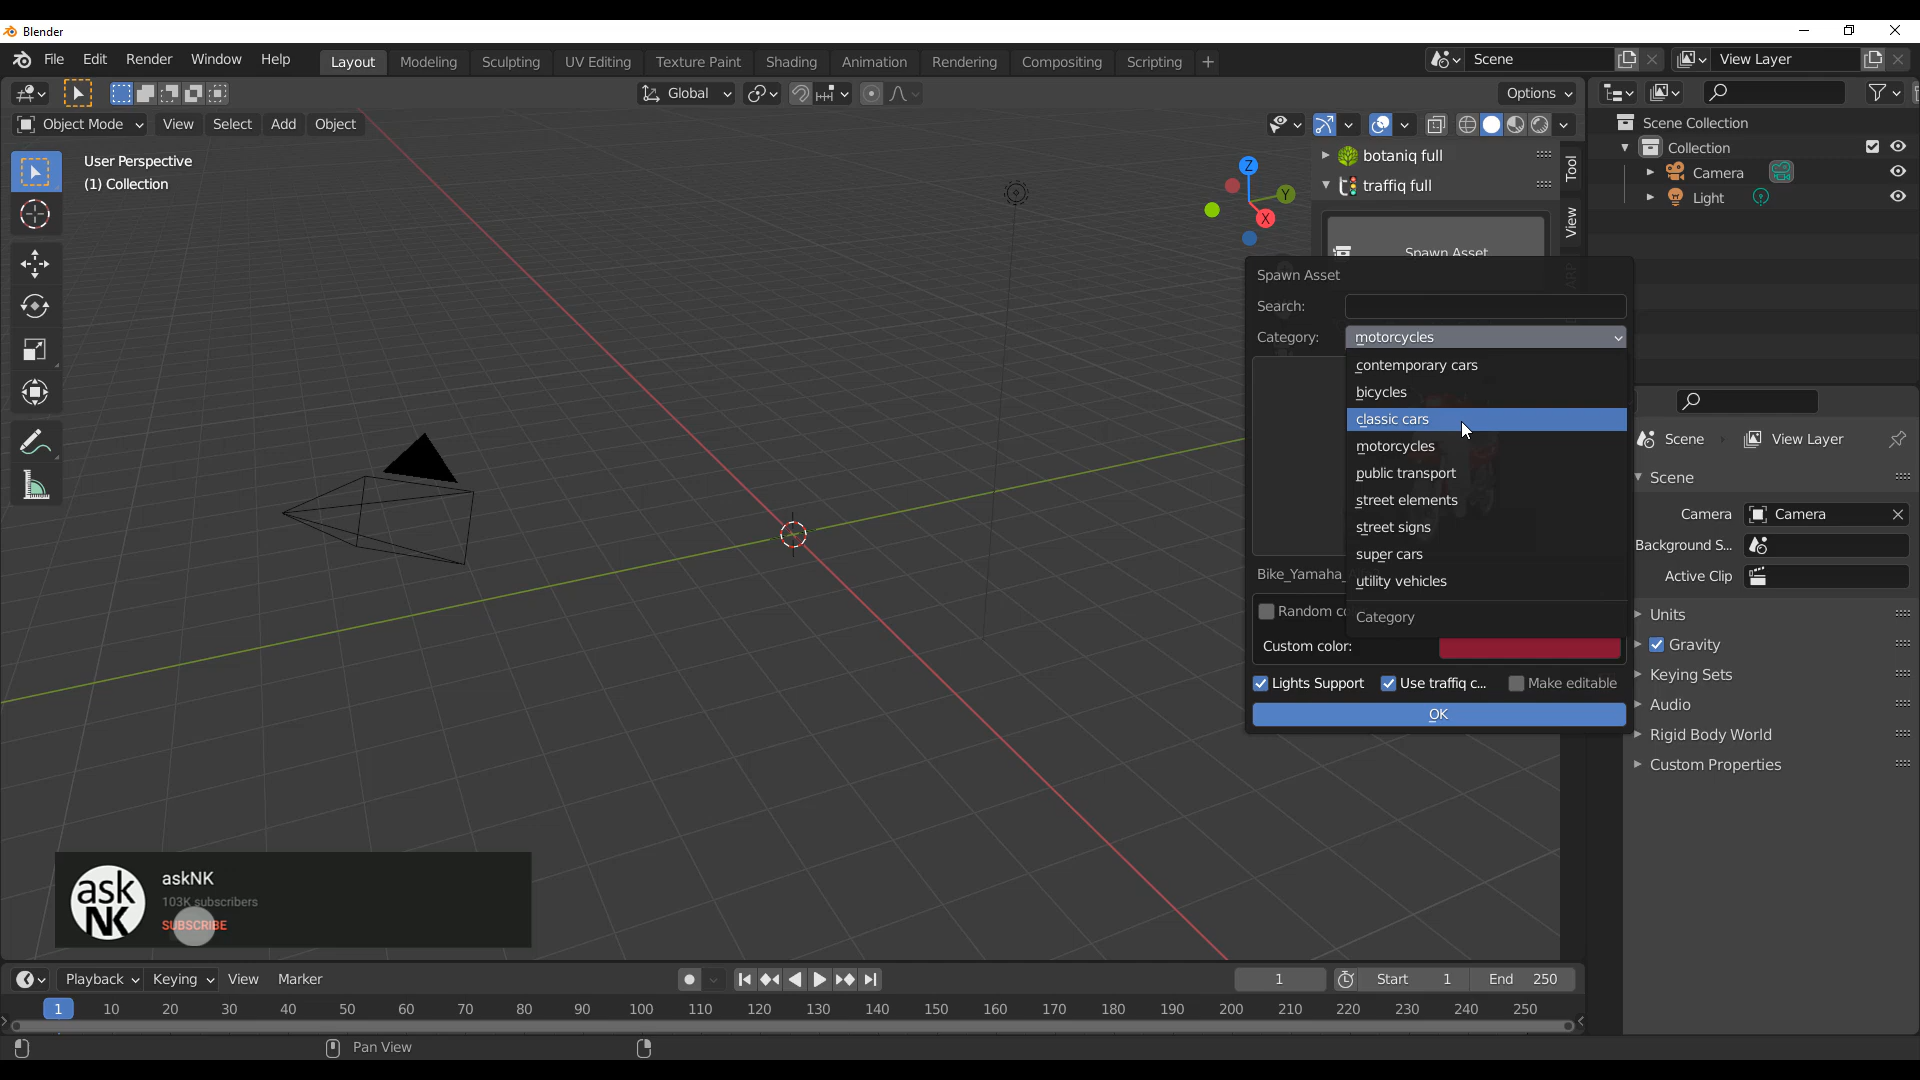 Blender
File Edit Render Window Help Layout Modeling Sculpting UV Editing Texture Paint Shading Animation Rendering Compositing Scripting + Scene View Layer
Global Options
Object Mode View Select Add Object
User Perspective
(1) Collection
Z
Y
X
botaniq full
traffiq full
Tool
View
Spawn Asset
Spawn Asset
Search:
Category: motorcycles
contemporary cars
bicycles
classic cars
motorcycles
public transport
street elements
street signs
super cars
utility vehicles
Category
Bike_Yamaha_
Random co
Custom color:
Lights Support Use traffiq c... Make editable
OK
Scene Collection
Collection
Camera
Light
Scene View Layer
Scene
Camera Camera
Background S...
Active Clip
Units
Gravity
Keying Sets
Audio
Rigid Body World
Custom Properties
ask
NK
askNK
103K subscribers
SUBSCRIBE
Playback Keying View Marker 1 Start 1 End 250
1 10 20 30 40 50 60 70 80 90 100 110 120 130 140 150 160 170 180 190 200 210 220 230 240 250
Pan View